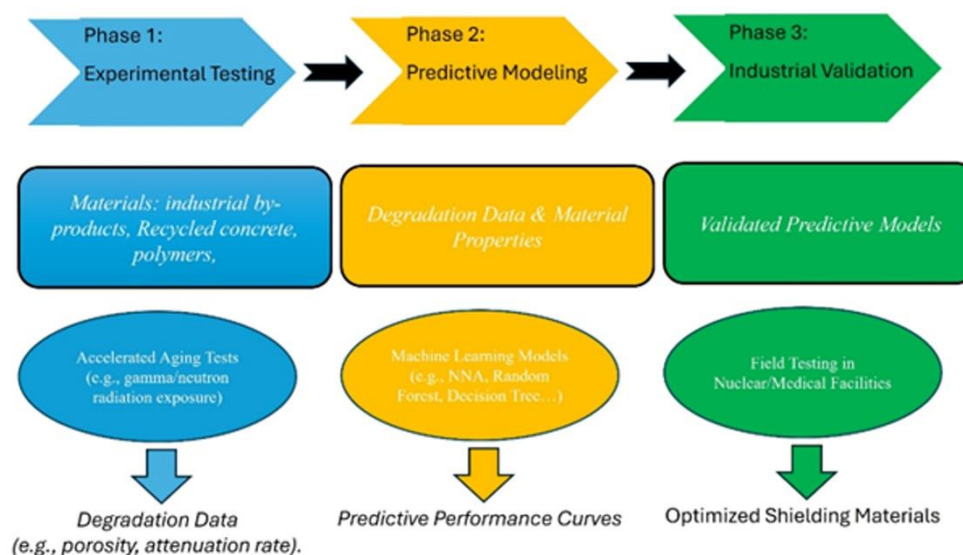 Phase 1:
Experimental Testing
Phase 2:
Predictive Modeling
Phase 3:
Industrial Validation
Materials: industrial by-
products, Recycled concrete,
polymers,
Degradation Data & Material
Properties
Validated Predictive Models
Accelerated Aging Tests
(e.g., gamma/neutron
radiation exposure)
Machine Learning Models
(e.g., NNA, Random
Forest, Decision Tree…)
Field Testing in
Nuclear/Medical Facilities
Degradation Data
(e.g., porosity, attenuation rate).
Predictive Performance Curves
Optimized Shielding Materials